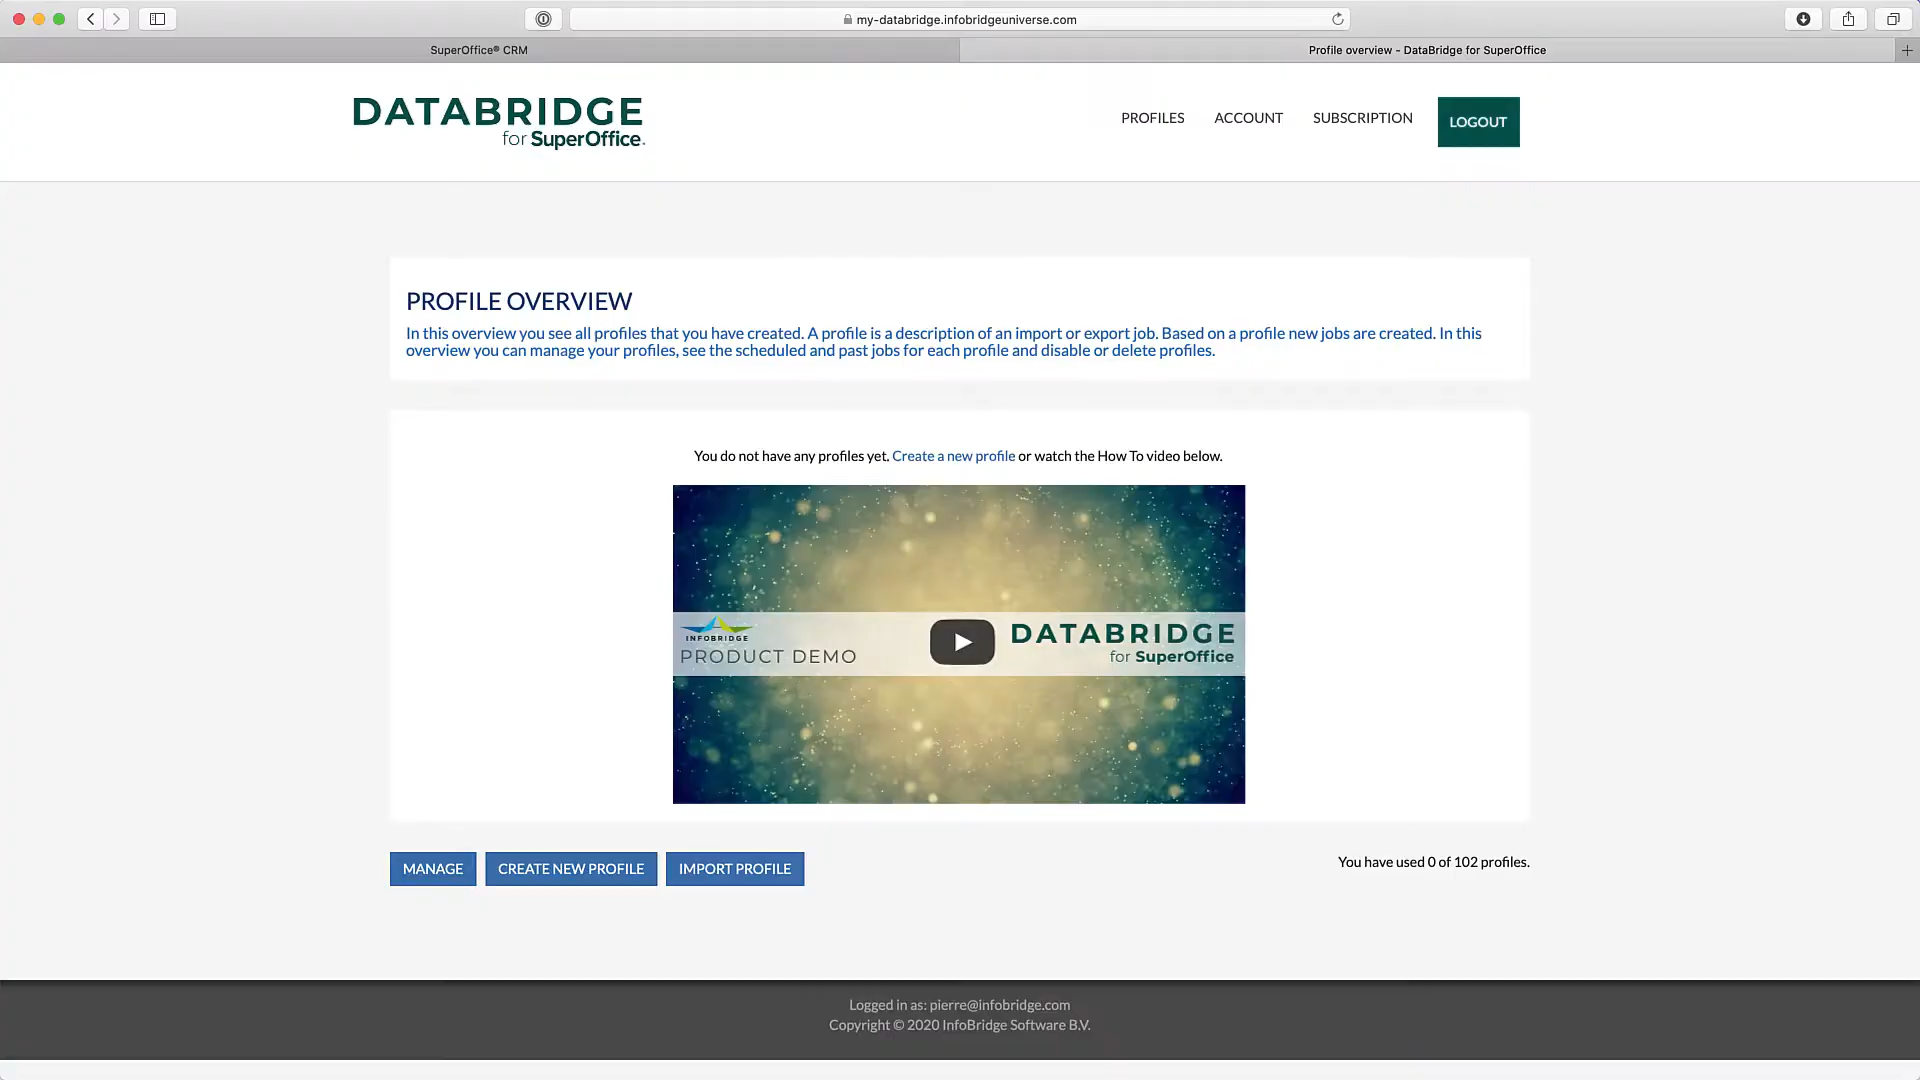 my-databridge.infobridgeuniverse.com
SuperOffice® CRM
Profile overview - DataBridge for SuperOffice
DATABRIDGE
for SuperOffice.
PROFILES
ACCOUNT
SUBSCRIPTION
LOGOUT
PROFILE OVERVIEW
In this overview you see all profiles that you have created. A profile is a description of an import or export job. Based on a profile new jobs are created. In this
overview you can manage your profiles, see the scheduled and past jobs for each profile and disable or delete profiles.
You do not have any profiles yet. Create a new profile or watch the How To video below.
INFOBRIDGE
PRODUCT DEMO
DATABRIDGE
for SuperOffice
MANAGE
CREATE NEW PROFILE
IMPORT PROFILE
You have used 0 of 102 profiles.
Logged in as: pierre@infobridge.com
Copyright © 2020 InfoBridge Software B.V.